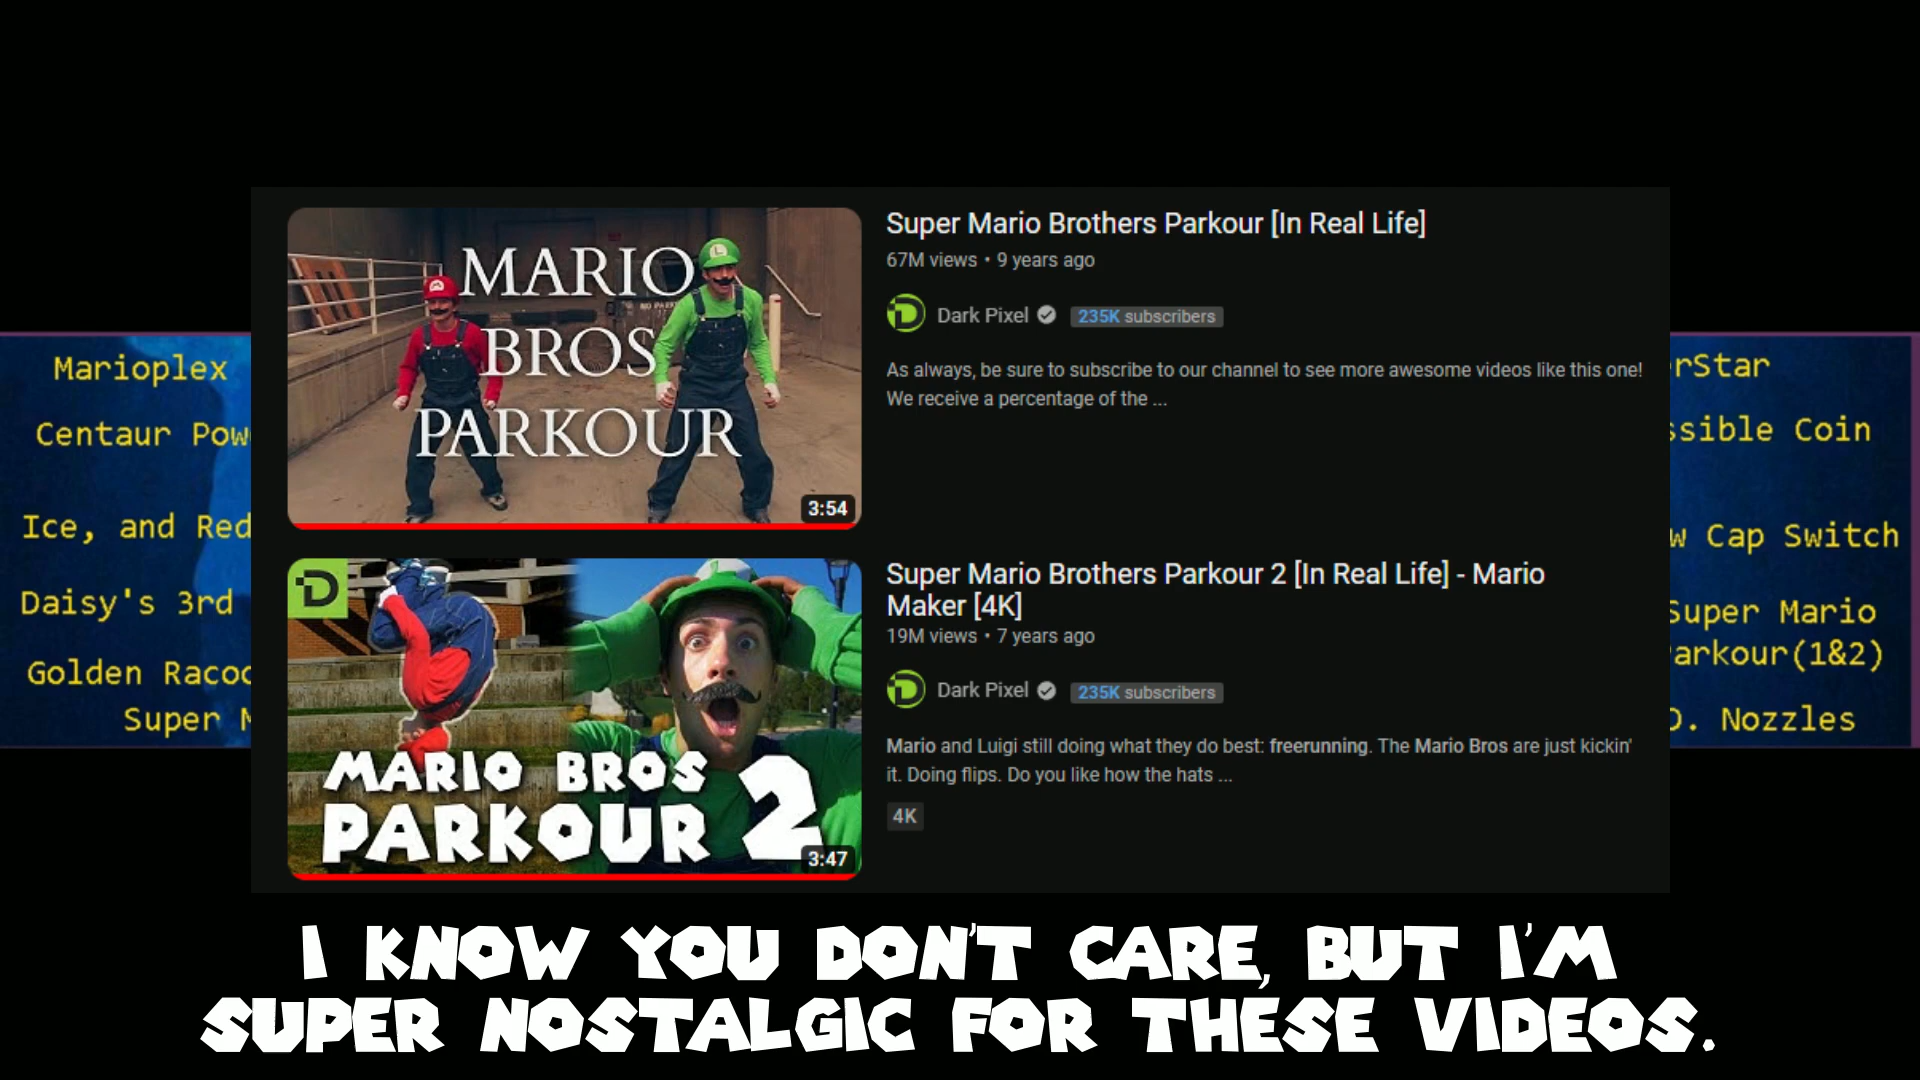 MARIO
BROS
PARKOUR
3:54
Super Mario Brothers Parkour [In Real Life]
67M views • 9 years ago
Dark Pixel
235K subscribers
As always, be sure to subscribe to our channel to see more awesome videos like this one!
We receive a percentage of the ...
MARIO BROS
PARKOUR 2
3:47
Super Mario Brothers Parkour 2 [In Real Life] - Mario
Maker [4K]
19M views • 7 years ago
Dark Pixel
235K subscribers
Mario and Luigi still doing what they do best: freerunning. The Mario Bros are just kickin'
it. Doing flips. Do you like how the hats ...
4K
Marioplex
Centaur Pow
Ice, and Red
Daisy's 3rd
Golden Racoo
Super M
rStar
ssible Coin
w Cap Switch
Super Mario
arkour(1&2)
D. Nozzles
I KNOW YOU DON'T CARE, BUT I'M
SUPER NOSTALGIC FOR THESE VIDEOS.